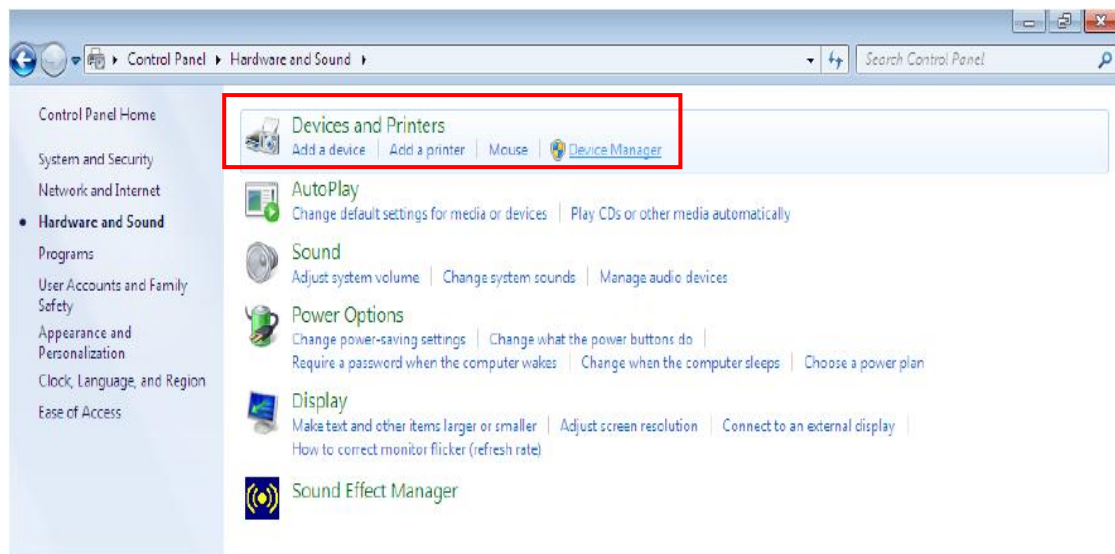 Control Panel Hardware and Sound
Search Control Panel
Control Panel Home
System and Security
Network and Internet
Hardware and Sound
Programs
User Accounts and Family
Safety
Appearance and
Personalization
Clock, Language, and Region
Ease of Access
Devices and Printers
Add a device Add a printer Mouse Device Manager
AutoPlay
Change default settings for media or devices Play CDs or other media automatically
Sound
Adjust system volume Change system sounds Manage audio devices
Power Options
Change power-saving settings Change what the power buttons do
Require a password when the computer wakes Change when the computer sleeps Choose a power plan
Display
Make text and other items larger or smaller Adjust screen resolution Connect to an external display
How to correct monitor flicker (refresh rate)
Sound Effect Manager